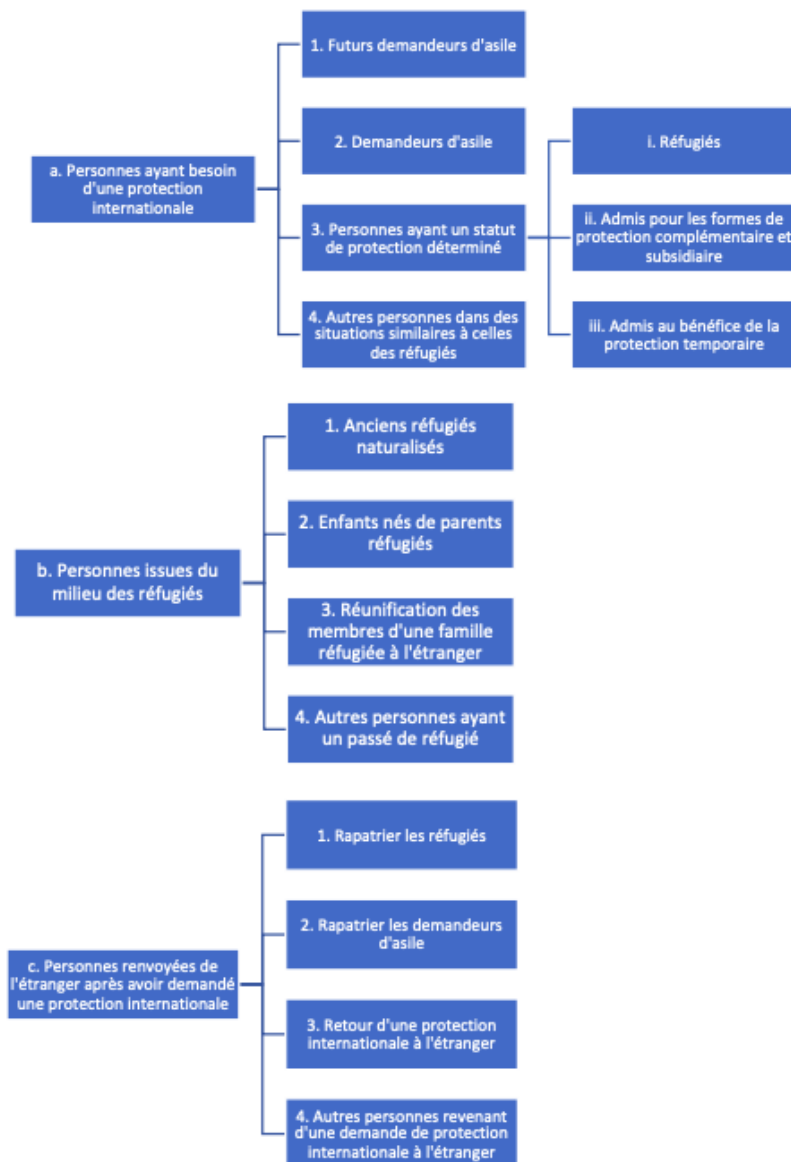 1. Futurs demandeurs d'asile
2. Demandeurs d'asile
i. Réfugiés
a. Personnes ayant besoin
d'une protection
internationale
3. Personnes ayant un statut
de protection déterminé
ii. Admis pour les formes de
protection complémentaire et
subsidiaire
4. Autres personnes dans des
situations similaires à celles
des réfugiés
iii. Admis au bénéfice de la
protection temporaire
1. Anciens réfugiés
naturalisés
2. Enfants nés de parents
réfugiés
b. Personnes issues du
milieu des réfugiés
3. Réunification des
membres d'une famille
réfugiée à l'étranger
4. Autres personnes ayant
un passé de réfugié
1. Rapatrier les réfugiés
2. Rapatrier les demandeurs
d'asile
c. Personnes renvoyées de
l'étranger après avoir demandé
une protection internationale
3. Retour d'une protection
internationale à l'étranger
4. Autres personnes revenant
d'une demande de protection
internationale à l'étranger